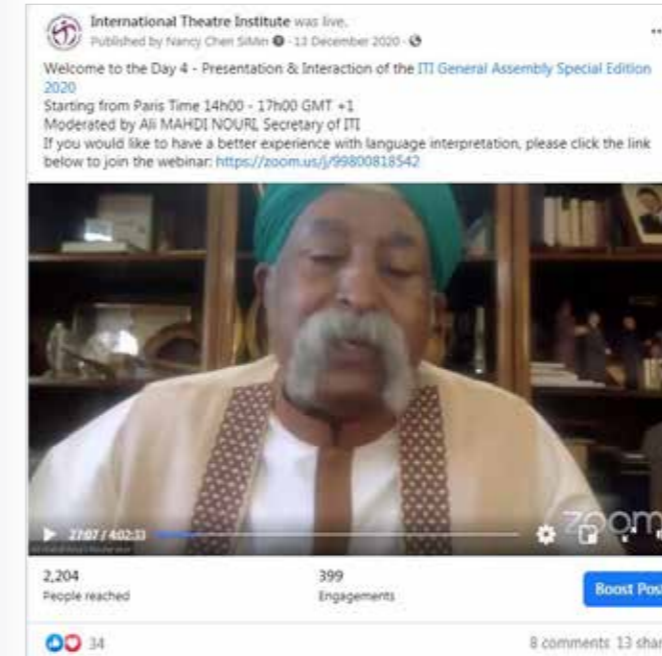 International Theatre Institute was live.
Published by Nancy Chen SiMin · 13 December 2020 ·
Welcome to the Day 4 - Presentation & Interaction of the ITI General Assembly Special Edition
2020
Starting from Paris Time 14h00 - 17h00 GMT +1
Moderated by Ali MAHDI NOURI, Secretary of ITI
If you would like to have a better experience with language interpretation, please click the link
below to join the webinar: https://zoom.us/j/99800818542
27:07 / 4:02:33
zoom
2,204
399
People reached
Engagements
Boost Pos
34
8 comments 13 shar